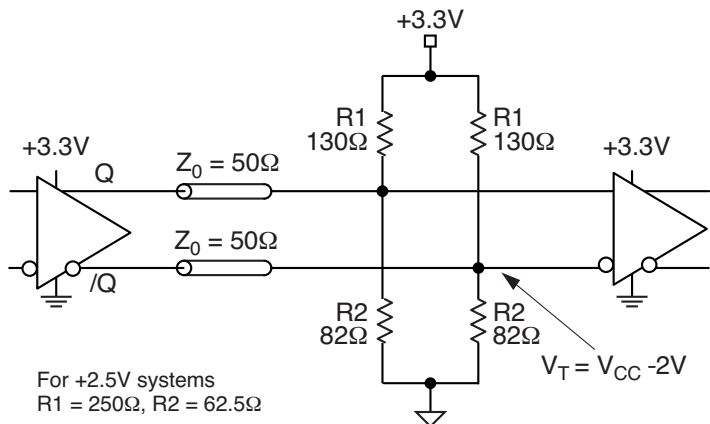 +3.3V
R1
130Ω
R1
130Ω
+3.3V
Q
Z0 = 50Ω
+3.3V
Z0 = 50Ω
/Q
R2
82Ω
R2
82Ω
VT = VCC -2V
For +2.5V systems
R1 = 250Ω, R2 = 62.5Ω